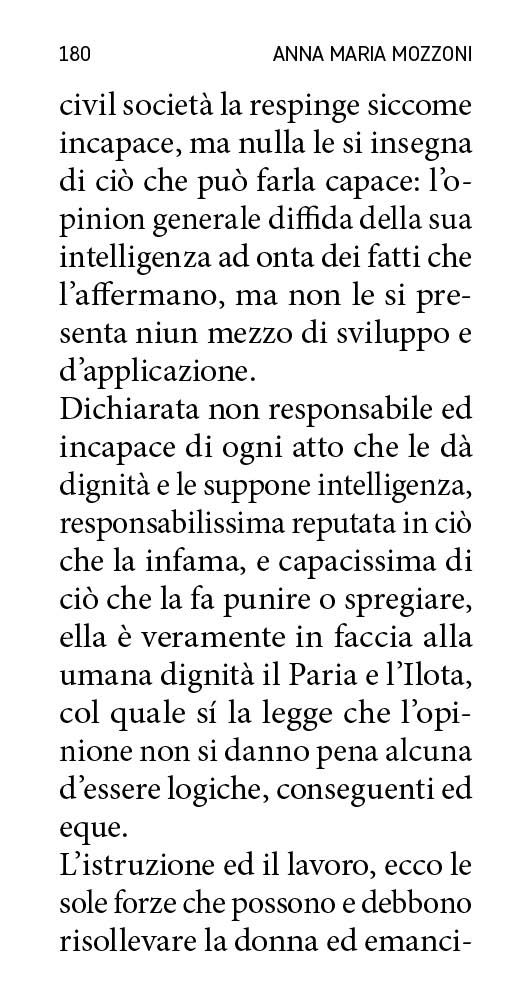 180 ANNA MARIA MOZZONI
civil società la respinge siccome
incapace, ma nulla le si insegna
di ciò che può farla capace: l’o-
pinion generale diffida della sua
intelligenza ad onta dei fatti che
l’affermano, ma non le si pre-
senta niun mezzo di sviluppo e
d’applicazione.
Dichiarata non responsabile ed
incapace di ogni atto che le dà
dignità e le suppone intelligenza,
responsabilissima reputata in ciò
che la infama, e capacissima di
ciò che la fa punire o spregiare,
ella è veramente in faccia alla
umana dignità il Paria e l’Ilota,
col quale sí la legge che l’opi-
nione non si danno pena alcuna
d’essere logiche, conseguenti ed
eque.
L’istruzione ed il lavoro, ecco le
sole forze che possono e debbono
risollevare la donna ed emanci-